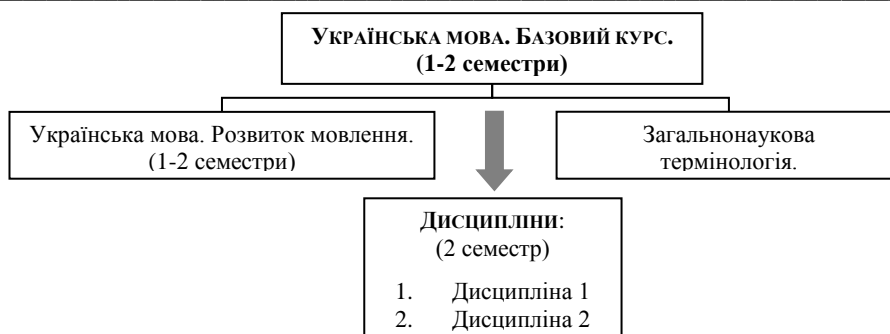 УКРАЇНСЬКА МОВА. БАЗОВИЙ КУРС.
(1-2 семестри)
Українська мова. Розвиток мовлення.
(1-2 семестри)
Загальнонаукова
термінологія.
ДИСЦИПЛІНИ:
(2 семестр)
1. Дисципліна 1
2. Дисципліна 2